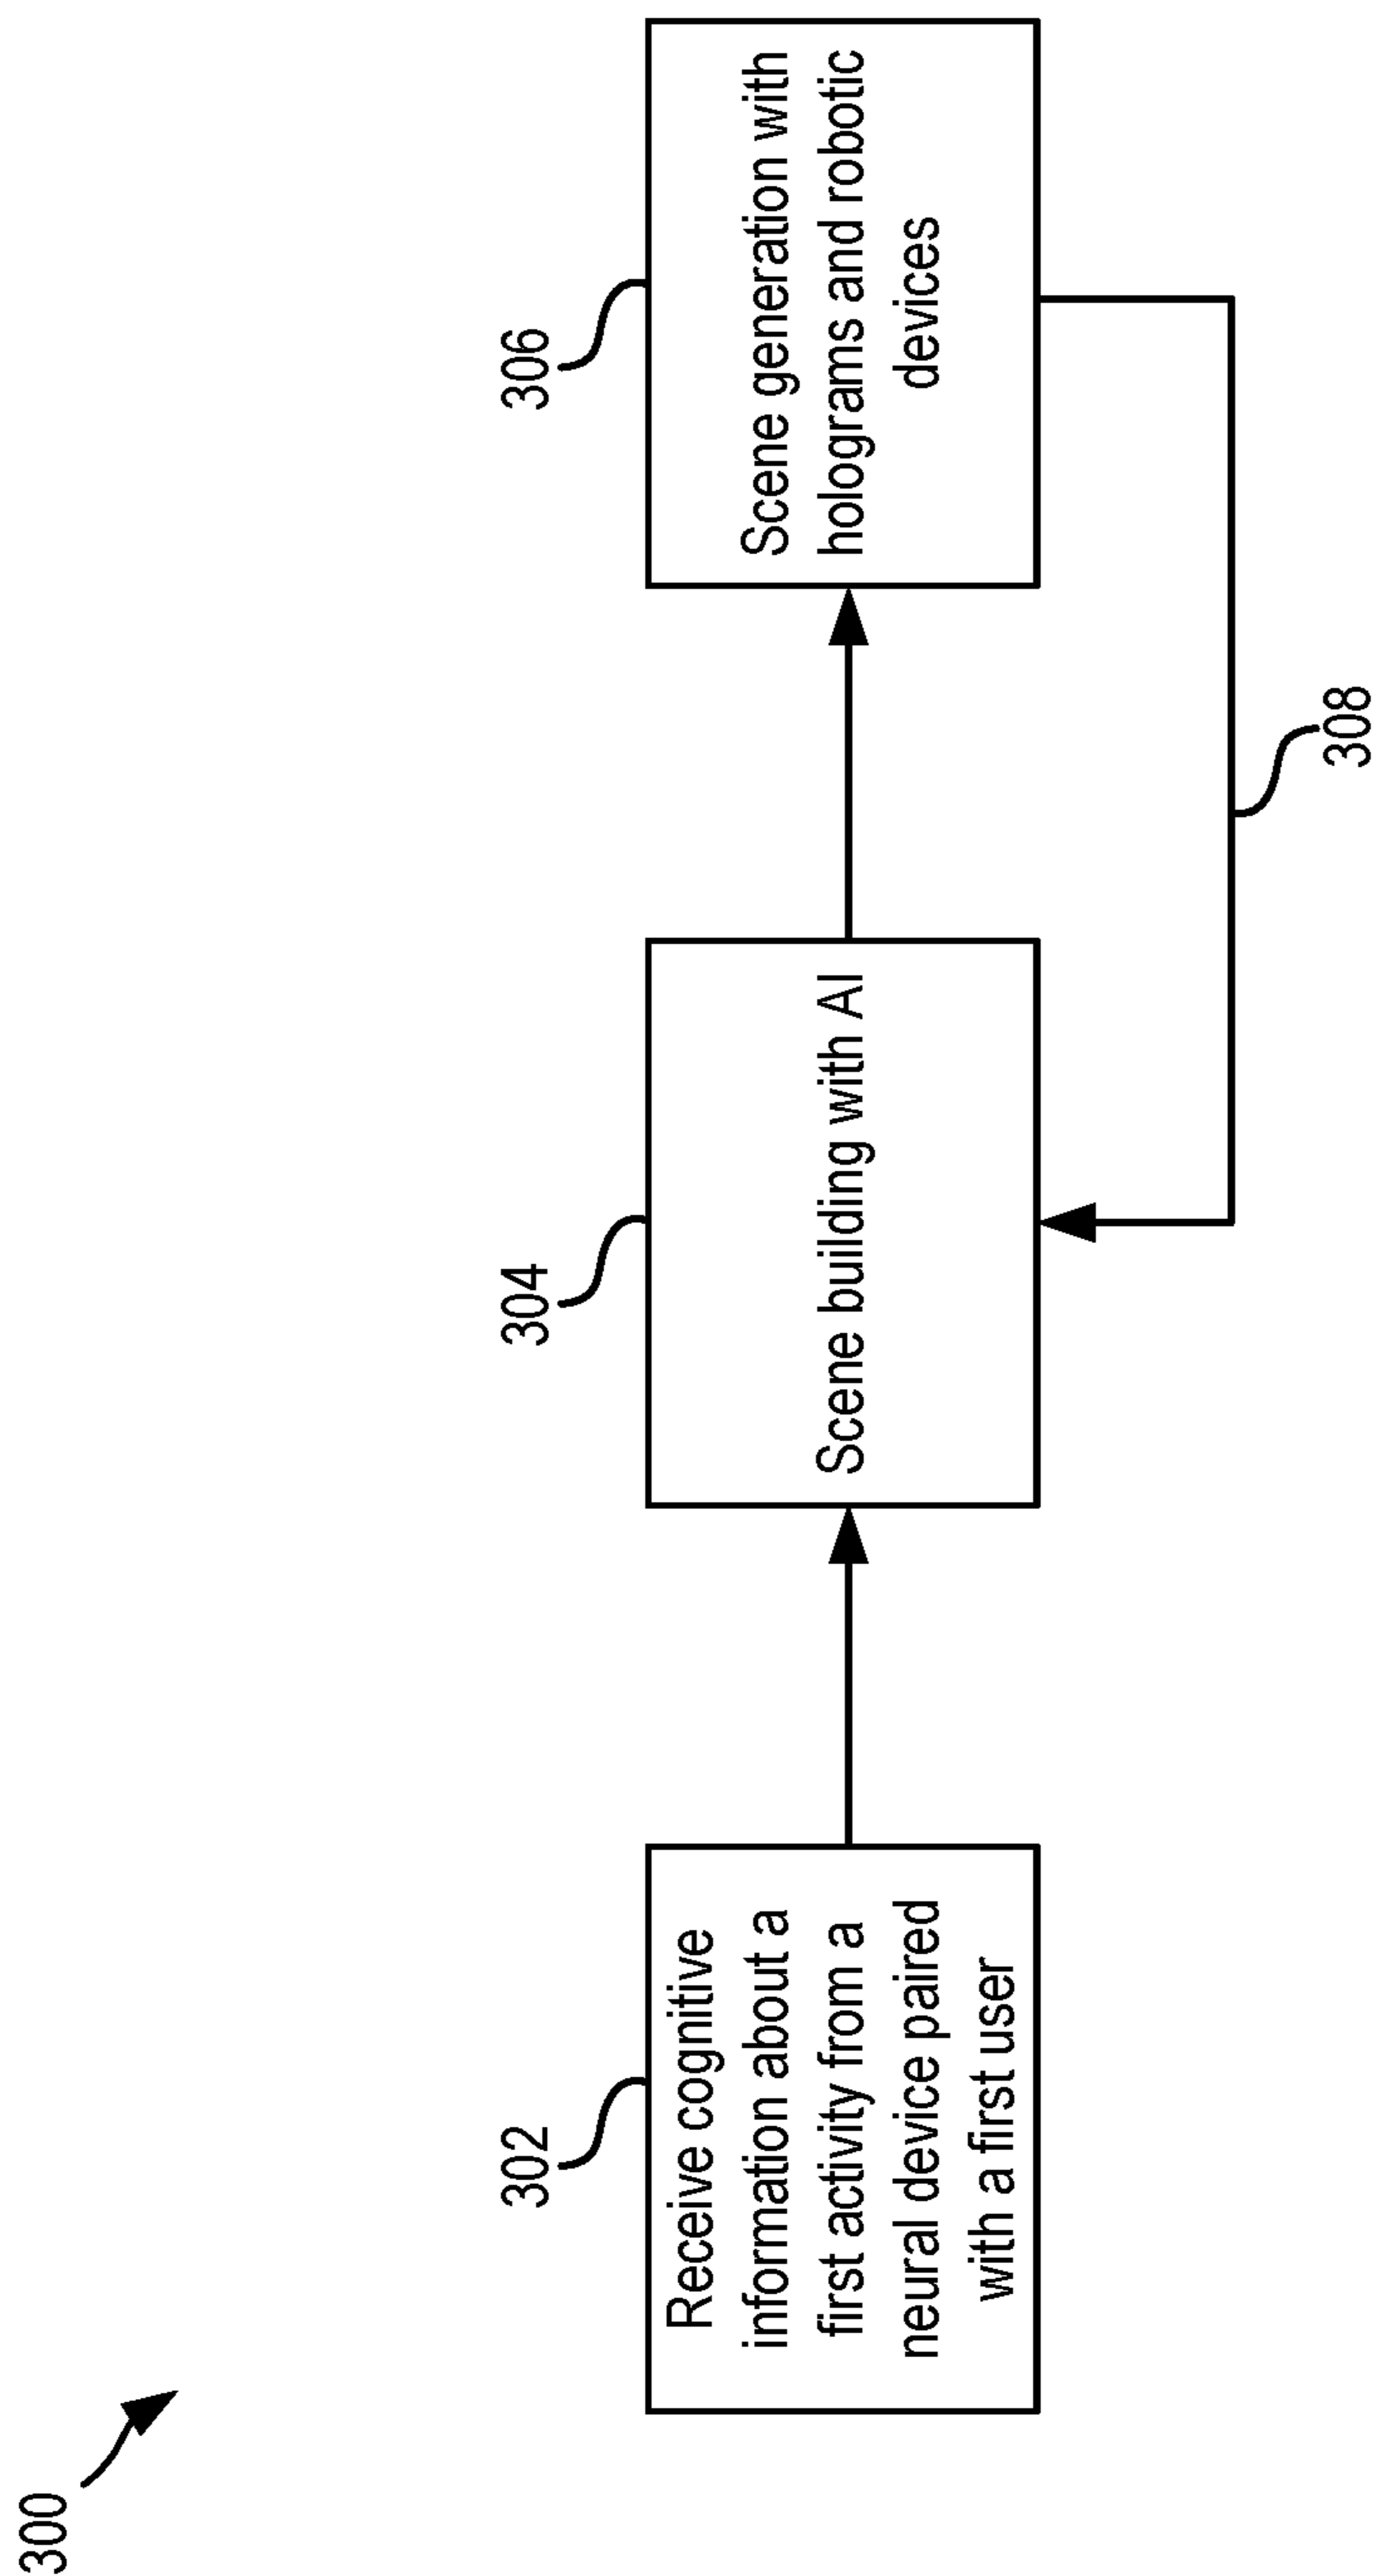 300
302
Receive cognitive
information about a
first activity from a
neural device paired
with a first user
304
Scene building with AI
306
Scene generation with
holograms and robotic
devices
308